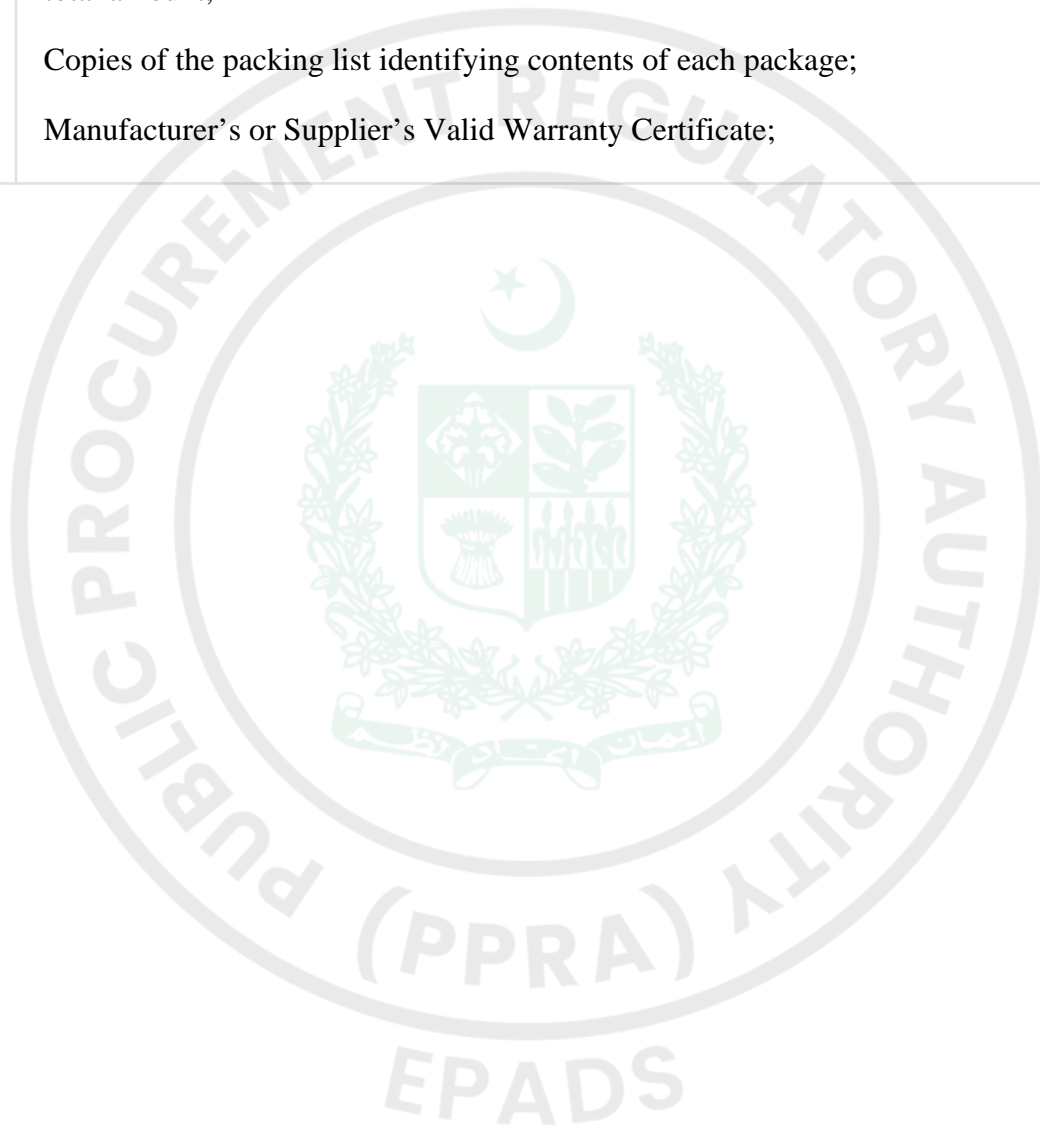 Copies of the packing list identifying contents of each package;
Manufacturer’s or Supplier’s Valid Warranty Certificate;
PUBLIC PROCUREMENT REGULATORY AUTHORITY
(PPRA)
EPADS